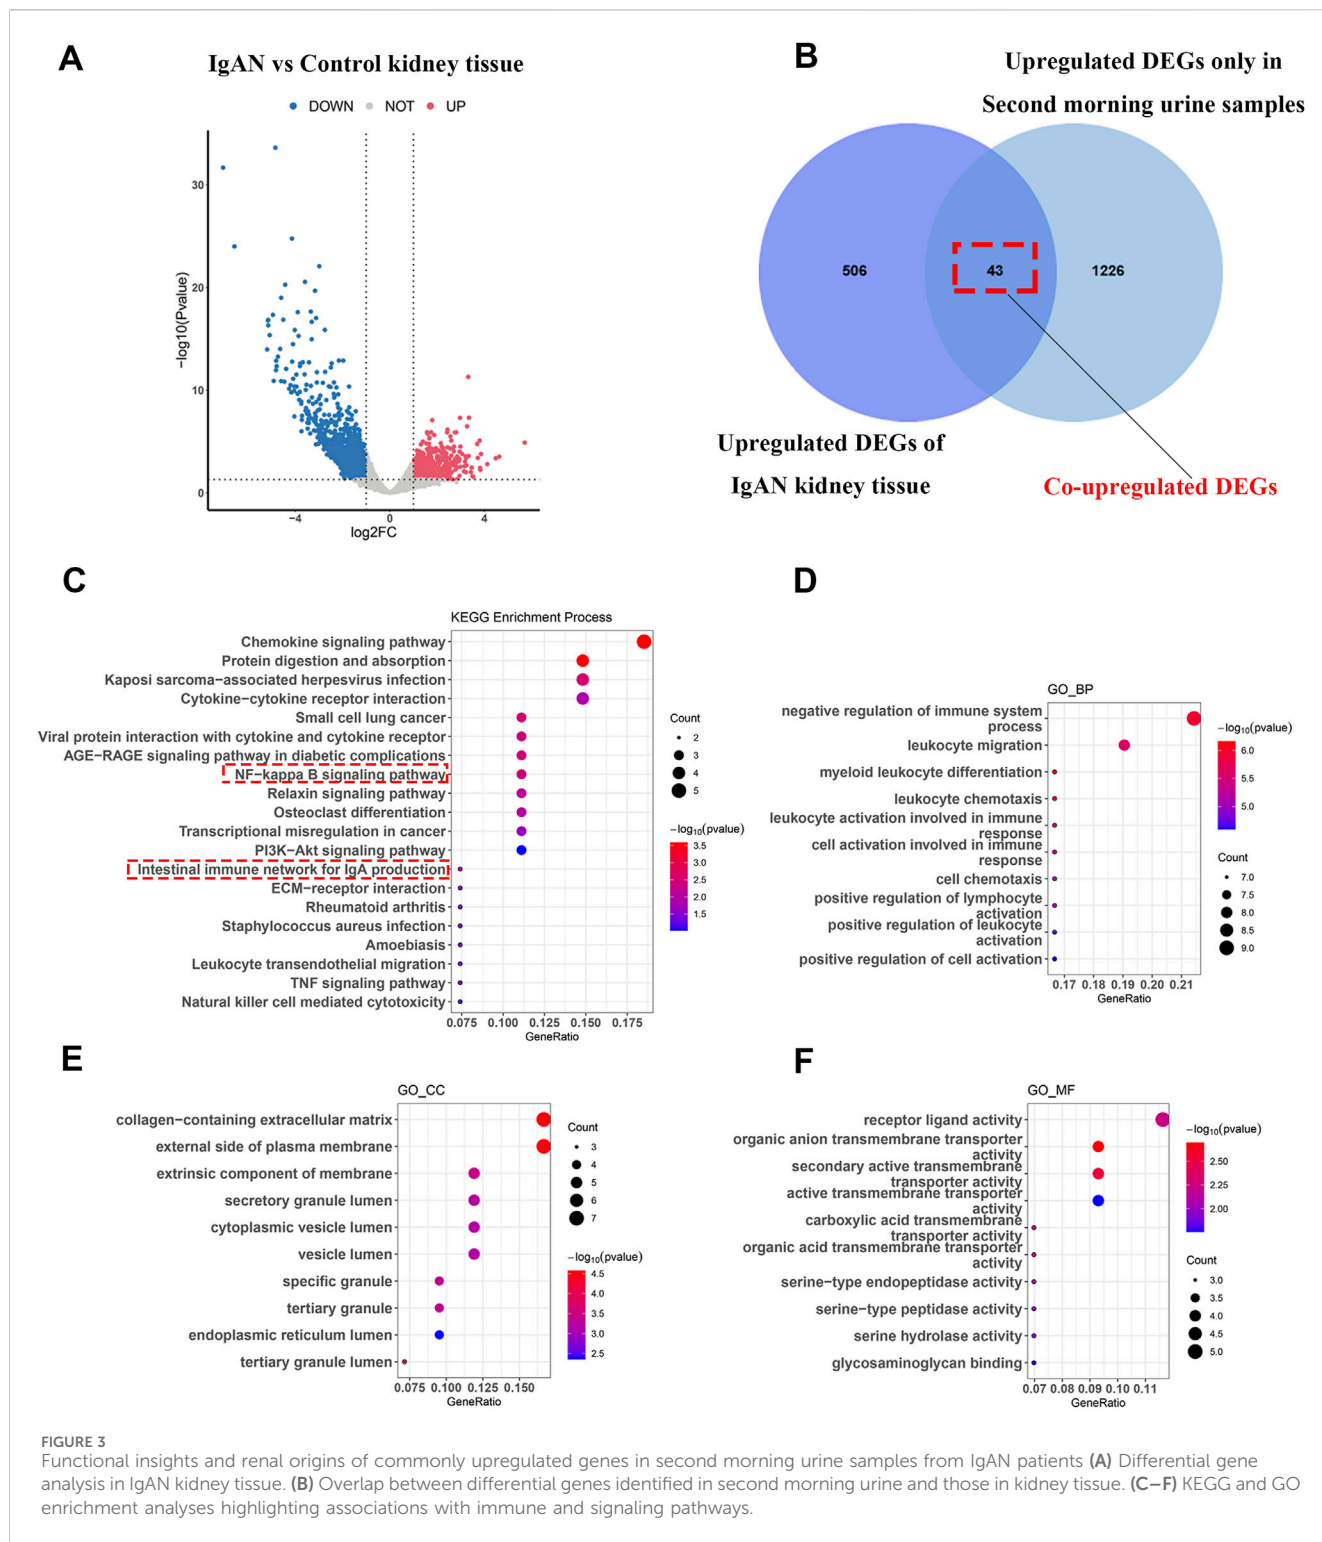 A
IgAN vs Control kidney tissue
DOWN NOT UP
−log10(Pvalue)
30
20
10
0
−4 0 4
log2FC
B
Upregulated DEGs only in
Second morning urine samples
506 43 1226
Upregulated DEGs of
IgAN kidney tissue
Co-upregulated DEGs
C
KEGG Enrichment Process
Chemokine signaling pathway
Protein digestion and absorption
Kaposi sarcoma−associated herpesvirus infection
Cytokine−cytokine receptor interaction
Small cell lung cancer
Viral protein interaction with cytokine and cytokine receptor
AGE−RAGE signaling pathway in diabetic complications
NF−kappa B signaling pathway
Relaxin signaling pathway
Osteoclast differentiation
Transcriptional misregulation in cancer
PI3K−Akt signaling pathway
Intestinal immune network for IgA production
ECM−receptor interaction
Rheumatoid arthritis
Staphylococcus aureus infection
Amoebiasis
Leukocyte transendothelial migration
TNF signaling pathway
Natural killer cell mediated cytotoxicity
0.075 0.100 0.125 0.150 0.175
GeneRatio
Count
2
3
4
5
−log10(pvalue)
3.5
3.0
2.5
2.0
1.5
D
GO_BP
negative regulation of immune system
process
leukocyte migration
myeloid leukocyte differentiation
leukocyte chemotaxis
leukocyte activation involved in immune
response
cell activation involved in immune
response
cell chemotaxis
positive regulation of lymphocyte
activation
positive regulation of leukocyte
activation
positive regulation of cell activation
0.17 0.18 0.19 0.20 0.21
GeneRatio
−log10(pvalue)
6.0
5.5
5.0
Count
7.0
7.5
8.0
8.5
9.0
E
GO_CC
collagen−containing extracellular matrix
external side of plasma membrane
extrinsic component of membrane
secretory granule lumen
cytoplasmic vesicle lumen
vesicle lumen
specific granule
tertiary granule
endoplasmic reticulum lumen
tertiary granule lumen
0.075 0.100 0.125 0.150
GeneRatio
Count
3
4
5
6
7
−log10(pvalue)
4.5
4.0
3.5
3.0
2.5
F
GO_MF
receptor ligand activity
organic anion transmembrane transporter
activity
secondary active transmembrane
transporter activity
active transmembrane transporter
activity
carboxylic acid transmembrane
transporter activity
organic acid transmembrane transporter
activity
serine−type endopeptidase activity
serine−type peptidase activity
serine hydrolase activity
glycosaminoglycan binding
0.07 0.08 0.09 0.10 0.11
GeneRatio
−log10(pvalue)
2.50
2.25
2.00
Count
3.0
3.5
4.0
4.5
5.0
FIGURE 3
Functional insights and renal origins of commonly upregulated genes in second morning urine samples from IgAN patients (A) Differential gene
analysis in IgAN kidney tissue. (B) Overlap between differential genes identified in second morning urine and those in kidney tissue. (C–F) KEGG and GO
enrichment analyses highlighting associations with immune and signaling pathways.